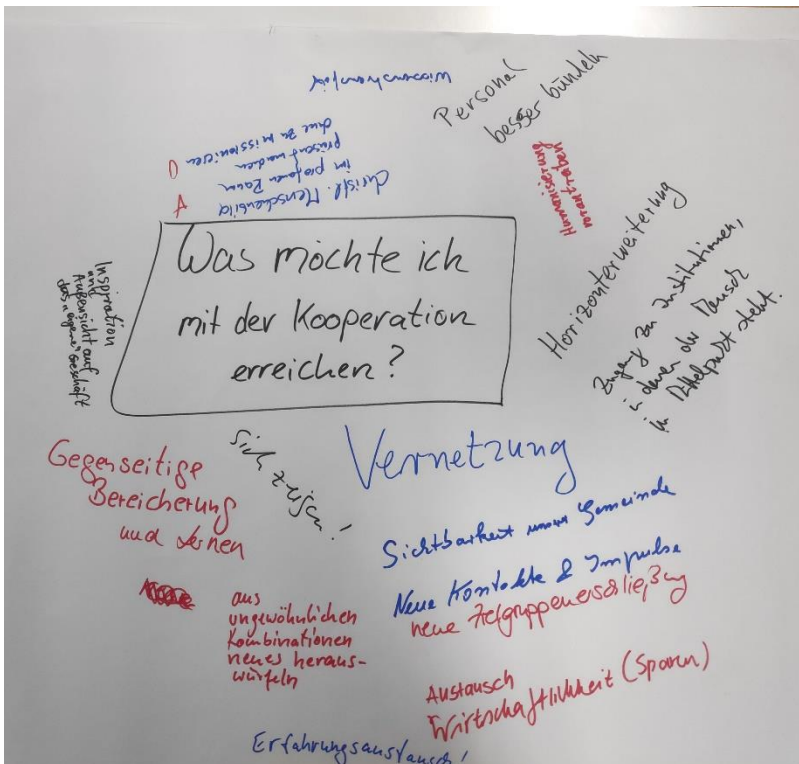 Wissenstransfer
Personal
besser bündeln
christl. Menschenbild
im profanen Raum
präsent machen
ohne zu missionieren
A
D
Humanisierung
vorantreiben
Was möchte ich
mit der Kooperation
erreichen?
Inspiration
und
Außensicht auf
das "eigene" Geschäft
Horizonterweiterung
Zugang zu Institutionen,
in denen der Mensch
im Mittelpunkt steht.
Sich zeigen!
Vernetzung
Gegenseitige
Bereicherung
und Lernen
Sichtbarkeit unserer Gemeinde
Neue Kontakte & Impulse
neue Zielgruppenerschließung
aus
ungewöhnlichen
Kombinationen
neues heraus-
würfeln
Austausch
Wirtschaftlichkeit (Sparen)
Erfahrungsaustausch!